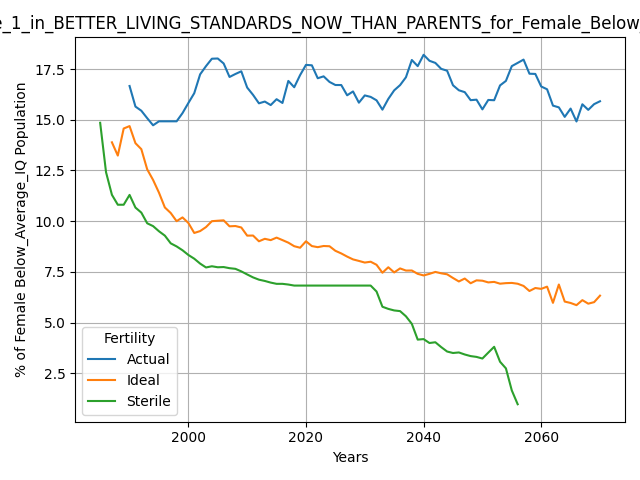 e_1_in_BETTER_LIVING_STANDARDS_NOW_THAN_PARENTS_for_Female_Below_
% of Female Below_Average_IQ Population
17.5
15.0
12.5
10.0
7.5
5.0
2.5
Fertility
Actual
Ideal
Sterile
2000
2020
2040
2060
Years